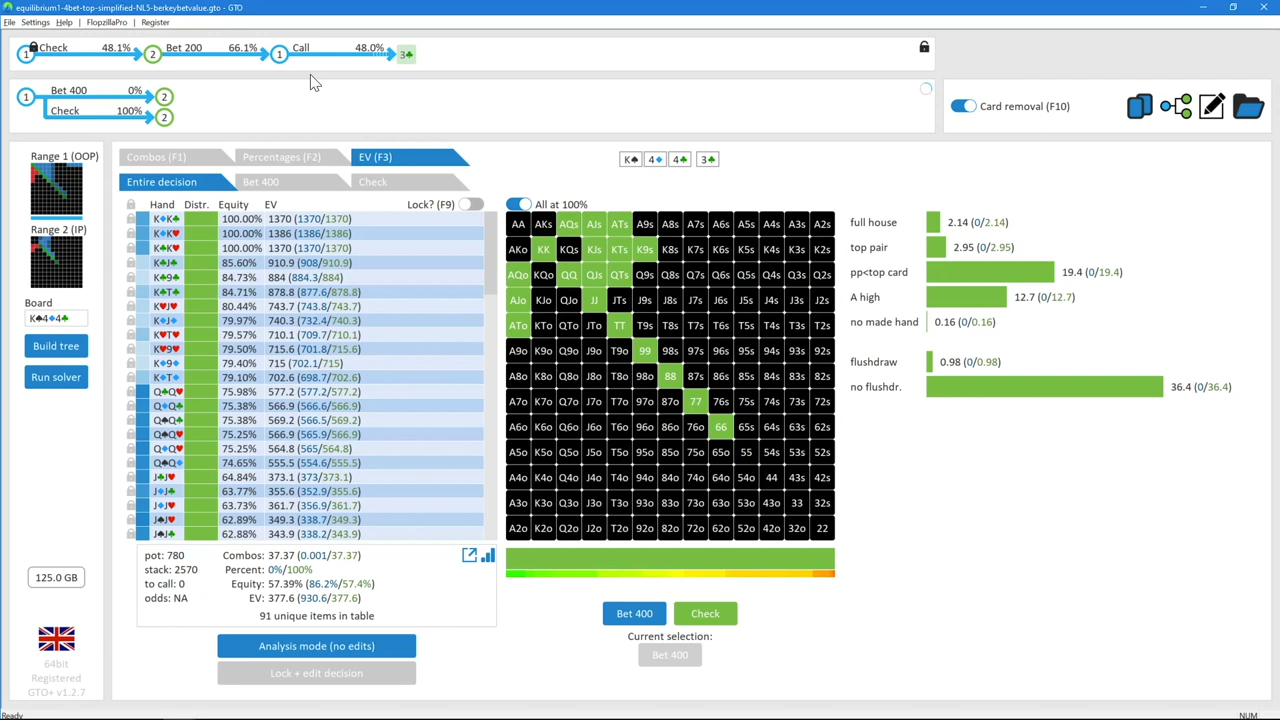 equilibrium1-4bet-top-simplified-NL5-berkeybetvalue.gto - GTO
File Settings Help FlopzillaPro Register
1 Check 48.1% 2 Bet 200 66.1% 1 Call 48.0% 3♣
1 Bet 400 0% 2
Check 100% 2
Card removal (F10)
Range 1 (OOP)
Range 2 (IP)
Board
K♠4♦4♣
Build tree
Run solver
125.0 GB
64bit
Registered
GTO+ v1.2.7
Combos (F1) Percentages (F2) EV (F3)
K♠ 4♦ 4♣ 3♣
Entire decision Bet 400 Check
Hand Distr. Equity EV Lock? (F9)
K♦K♣ 100.00% 1370 (1370/1370)
K♦K♥ 100.00% 1386 (1386/1386)
K♣K♥ 100.00% 1370 (1370/1370)
K♣J♣ 85.60% 910.9 (908/910.9)
K♣9♣ 84.73% 884 (884.3/884)
K♣T♣ 84.71% 878.8 (877.6/878.8)
K♥J♥ 80.44% 743.7 (743.8/743.7)
K♦J♦ 79.97% 740.3 (732.4/740.3)
K♥T♥ 79.57% 710.1 (709.7/710.1)
K♥9♥ 79.50% 715.6 (701.8/715.6)
K♦9♦ 79.40% 715 (702.1/715)
K♦T♦ 79.10% 702.6 (698.7/702.6)
Q♣Q♥ 75.98% 577.2 (577.2/577.2)
Q♦Q♣ 75.38% 566.9 (566.6/566.9)
Q♠Q♣ 75.38% 569.2 (566.5/569.2)
Q♠Q♥ 75.25% 566.9 (565.9/566.9)
Q♦Q♥ 75.25% 564.8 (565/564.8)
Q♠Q♦ 74.65% 555.5 (554.6/555.5)
J♣J♥ 64.84% 373.1 (373/373.1)
J♦J♣ 63.77% 355.6 (352.9/355.6)
J♦J♥ 63.73% 361.7 (356.9/361.7)
J♠J♥ 62.89% 349.3 (338.7/349.3)
J♠J♣ 62.88% 343.9 (338.2/343.9)
pot: 780 Combos: 37.37 (0.001/37.37)
stack: 2570 Percent: 0%/100%
to call: 0 Equity: 57.39% (86.2%/57.4%)
odds: NA EV: 377.6 (930.6/377.6)
91 unique items in table
Analysis mode (no edits)
Lock + edit decision
All at 100%
AA AKs AQs AJs ATs A9s A8s A7s A6s A5s A4s A3s A2s
AKo KK KQs KJs KTs K9s K8s K7s K6s K5s K4s K3s K2s
AQo KQo QQ QJs QTs Q9s Q8s Q7s Q6s Q5s Q4s Q3s Q2s
AJo KJo QJo JJ JTs J9s J8s J7s J6s J5s J4s J3s J2s
ATo KTo QTo JTo TT T9s T8s T7s T6s T5s T4s T3s T2s
A9o K9o Q9o J9o T9o 99 98s 97s 96s 95s 94s 93s 92s
A8o K8o Q8o J8o T8o 98o 88 87s 86s 85s 84s 83s 82s
A7o K7o Q7o J7o T7o 97o 87o 77 76s 75s 74s 73s 72s
A6o K6o Q6o J6o T6o 96o 86o 76o 66 65s 64s 63s 62s
A5o K5o Q5o J5o T5o 95o 85o 75o 65o 55 54s 53s 52s
A4o K4o Q4o J4o T4o 94o 84o 74o 64o 54o 44 43s 42s
A3o K3o Q3o J3o T3o 93o 83o 73o 63o 53o 43o 33 32s
A2o K2o Q2o J2o T2o 92o 82o 72o 62o 52o 42o 32o 22
Bet 400 Check
Current selection:
Bet 400
full house 2.14 (0/2.14)
top pair 2.95 (0/2.95)
pp<top card 19.4 (0/19.4)
A high 12.7 (0/12.7)
no made hand 0.16 (0/0.16)
flushdraw 0.98 (0/0.98)
no flushdr. 36.4 (0/36.4)
Ready NUM